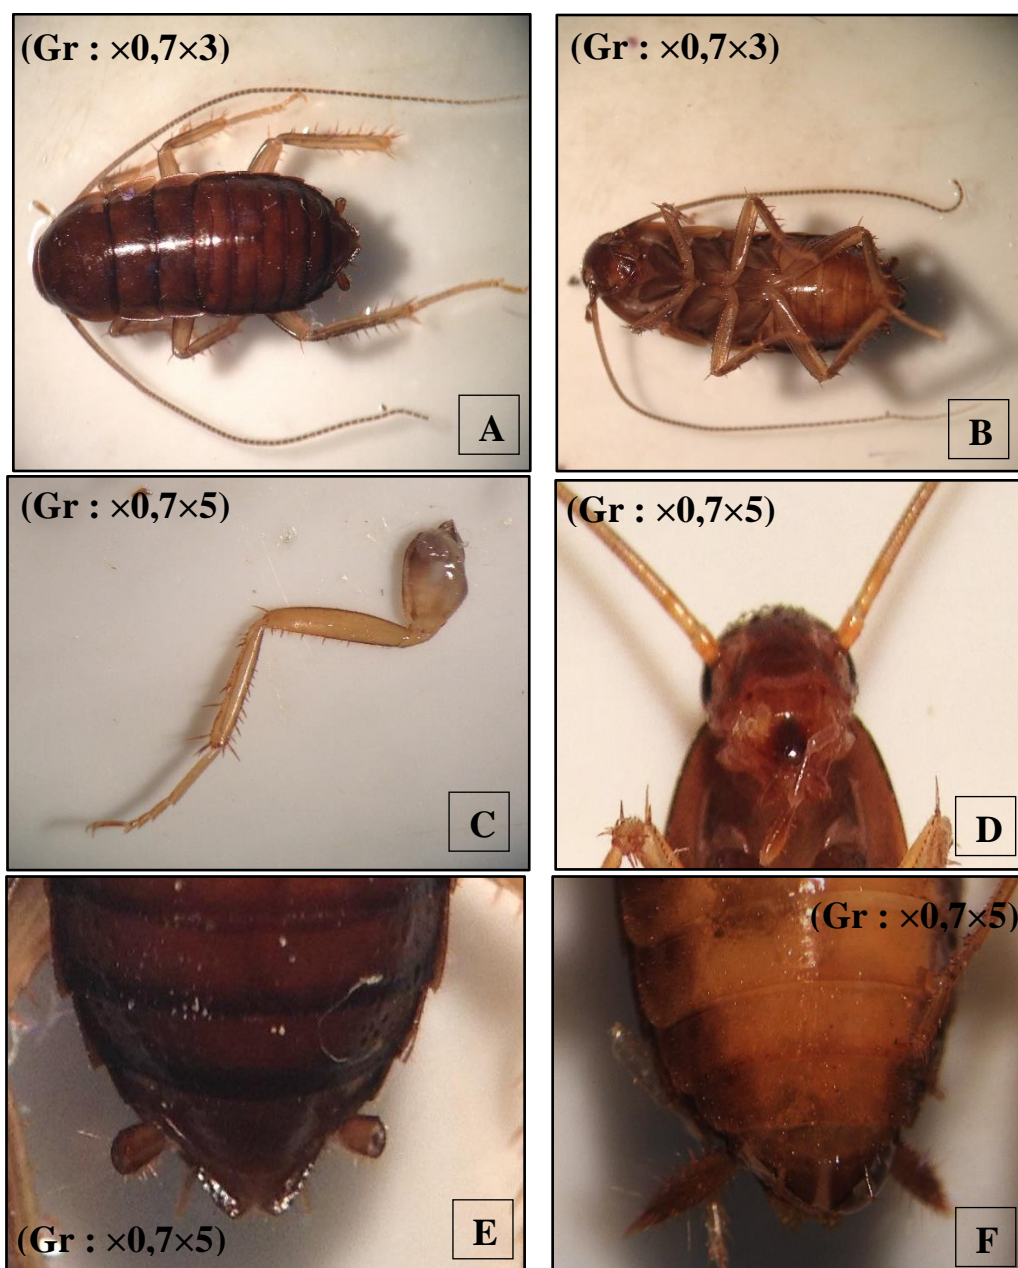 (Gr : ×0,7×3)
A
(Gr : ×0,7×3)
B
(Gr : ×0,7×5)
C
(Gr : ×0,7×5)
D
(Gr : ×0,7×5)
E
(Gr : ×0,7×5)
F